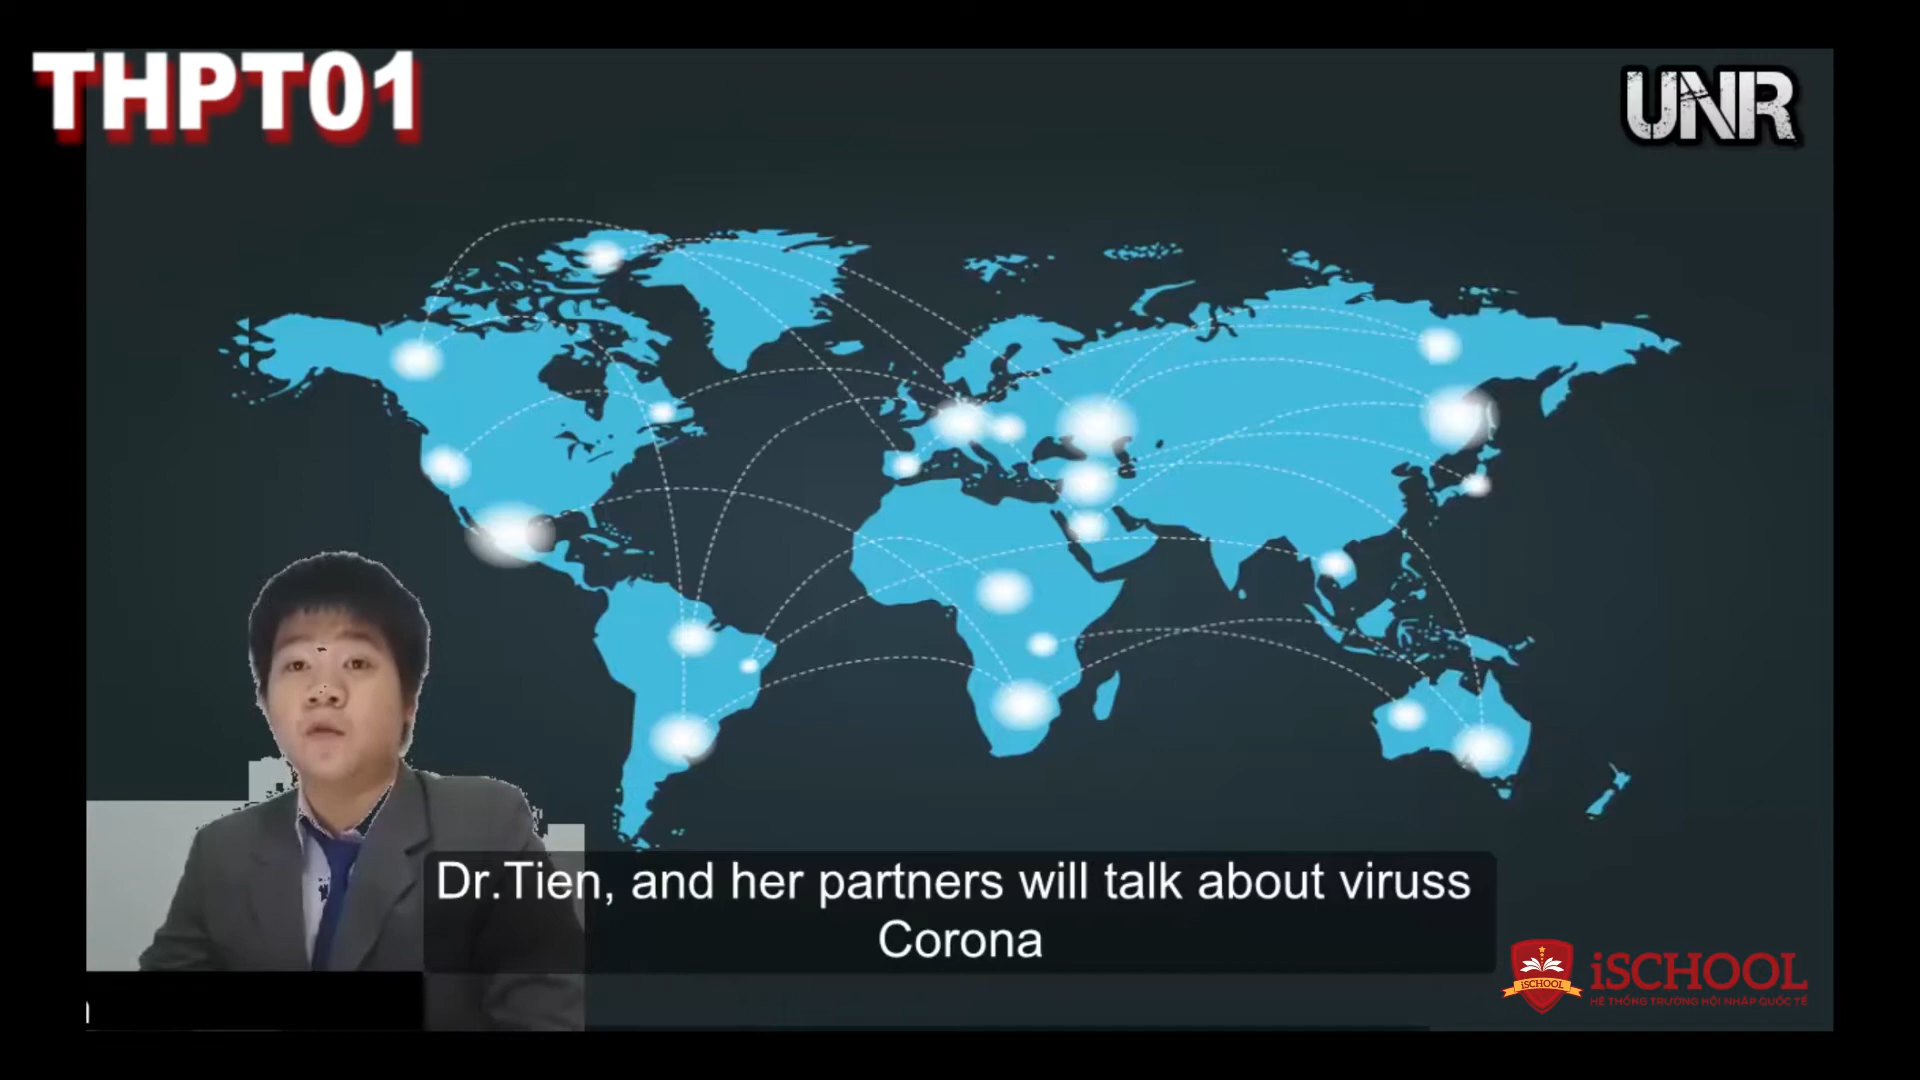 THPT01
UNR
Dr.Tien, and her partners will talk about viruss
Corona
iSCHOOL
iSCHOOL
HỆ THỐNG TRƯỜNG HỘI NHẬP QUỐC TẾ